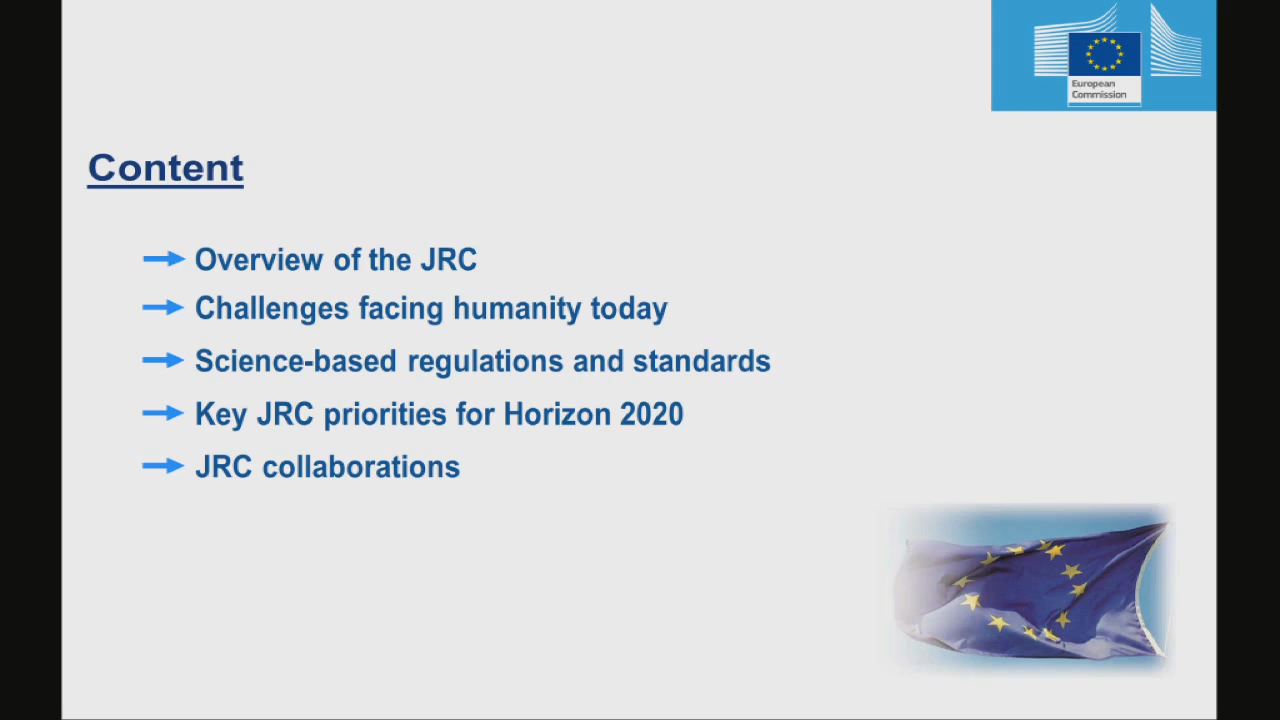 European
Commission
Content
Overview of the JRC
Challenges facing humanity today
Science-based regulations and standards
Key JRC priorities for Horizon 2020
JRC collaborations